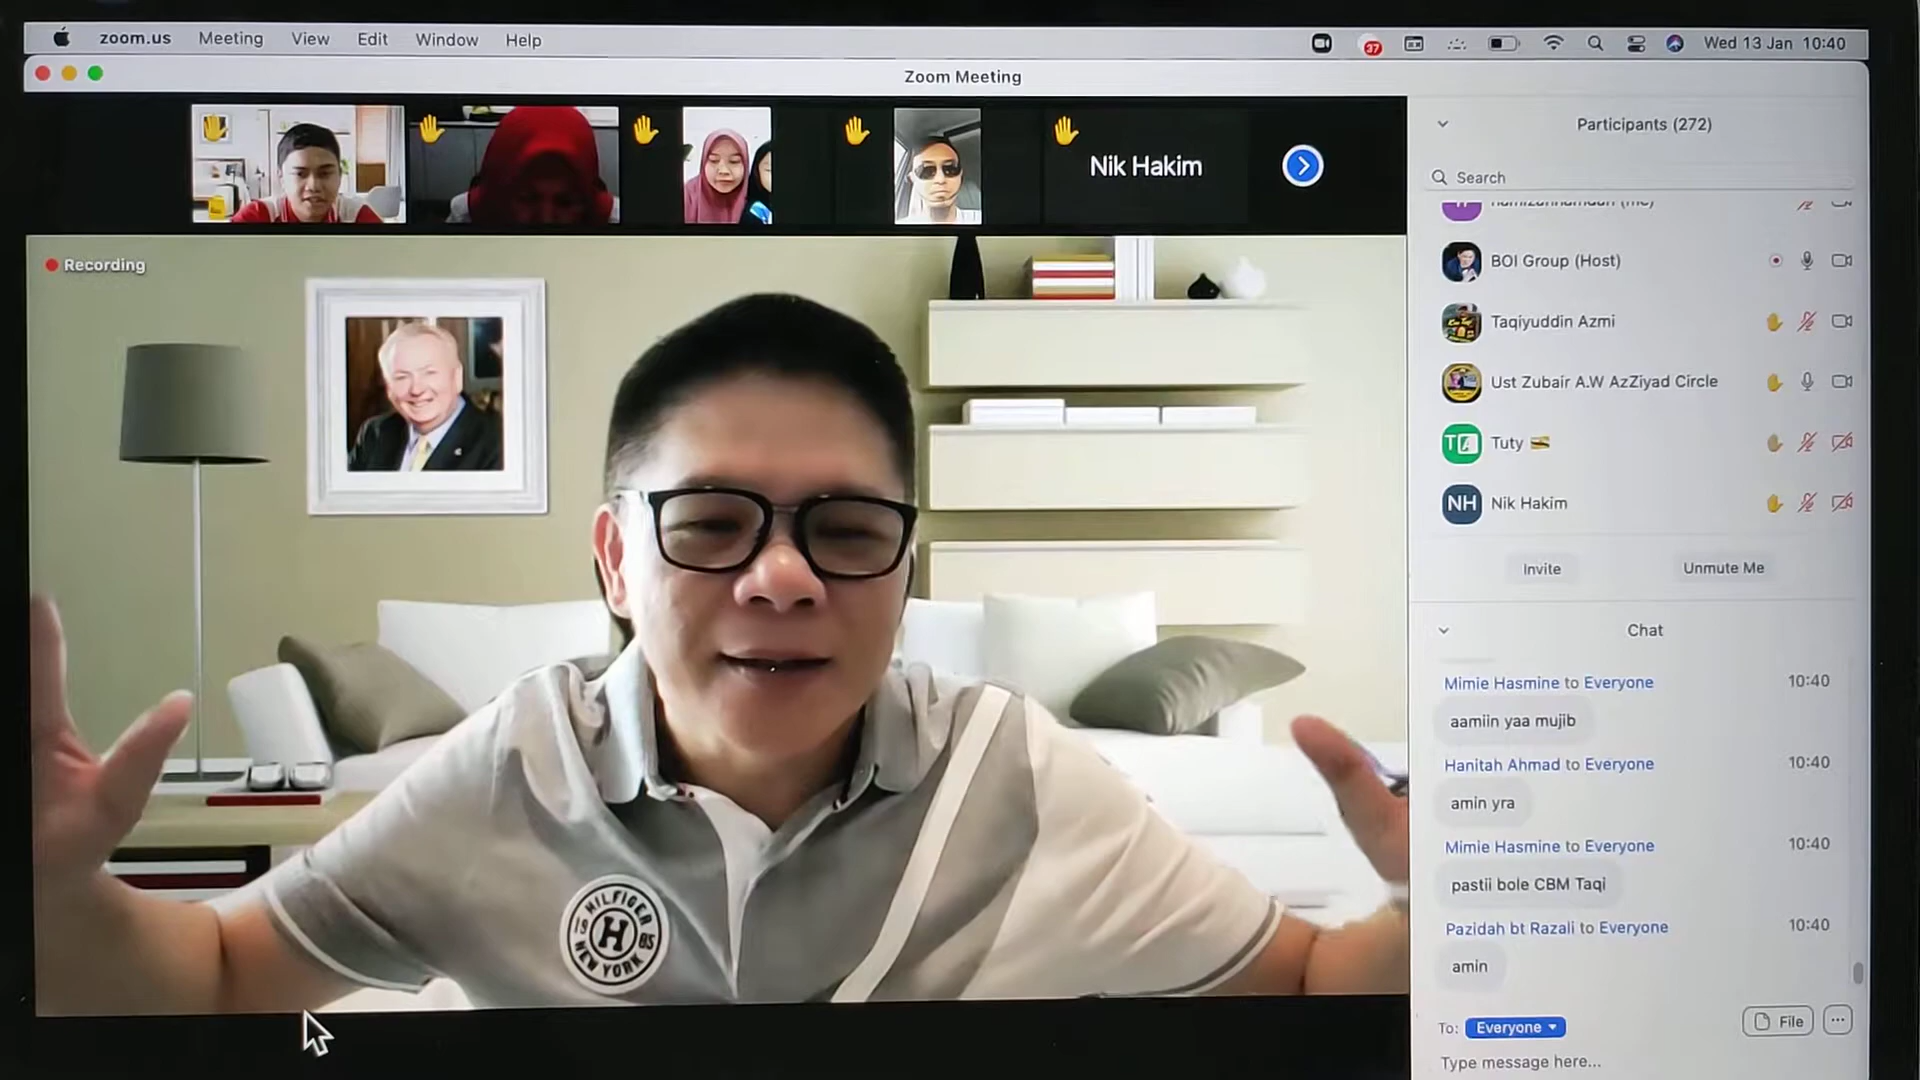 zoom.us Meeting View Edit Window Help
37
Wed 13 Jan 10:40
Zoom Meeting
Nik Hakim
Recording
HILFIGER
19 H 85
NEW YORK
Participants (272)
Search
BOI Group (Host)
Taqiyuddin Azmi
Ust Zubair A.W AzZiyad Circle
Tuty
NH Nik Hakim
Invite Unmute Me
Chat
Mimie Hasmine to Everyone 10:40
aamiin yaa mujib
Hanitah Ahmad to Everyone 10:40
amin yra
Mimie Hasmine to Everyone 10:40
pastii bole CBM Taqi
Pazidah bt Razali to Everyone 10:40
amin
To: Everyone File ...
Type message here...